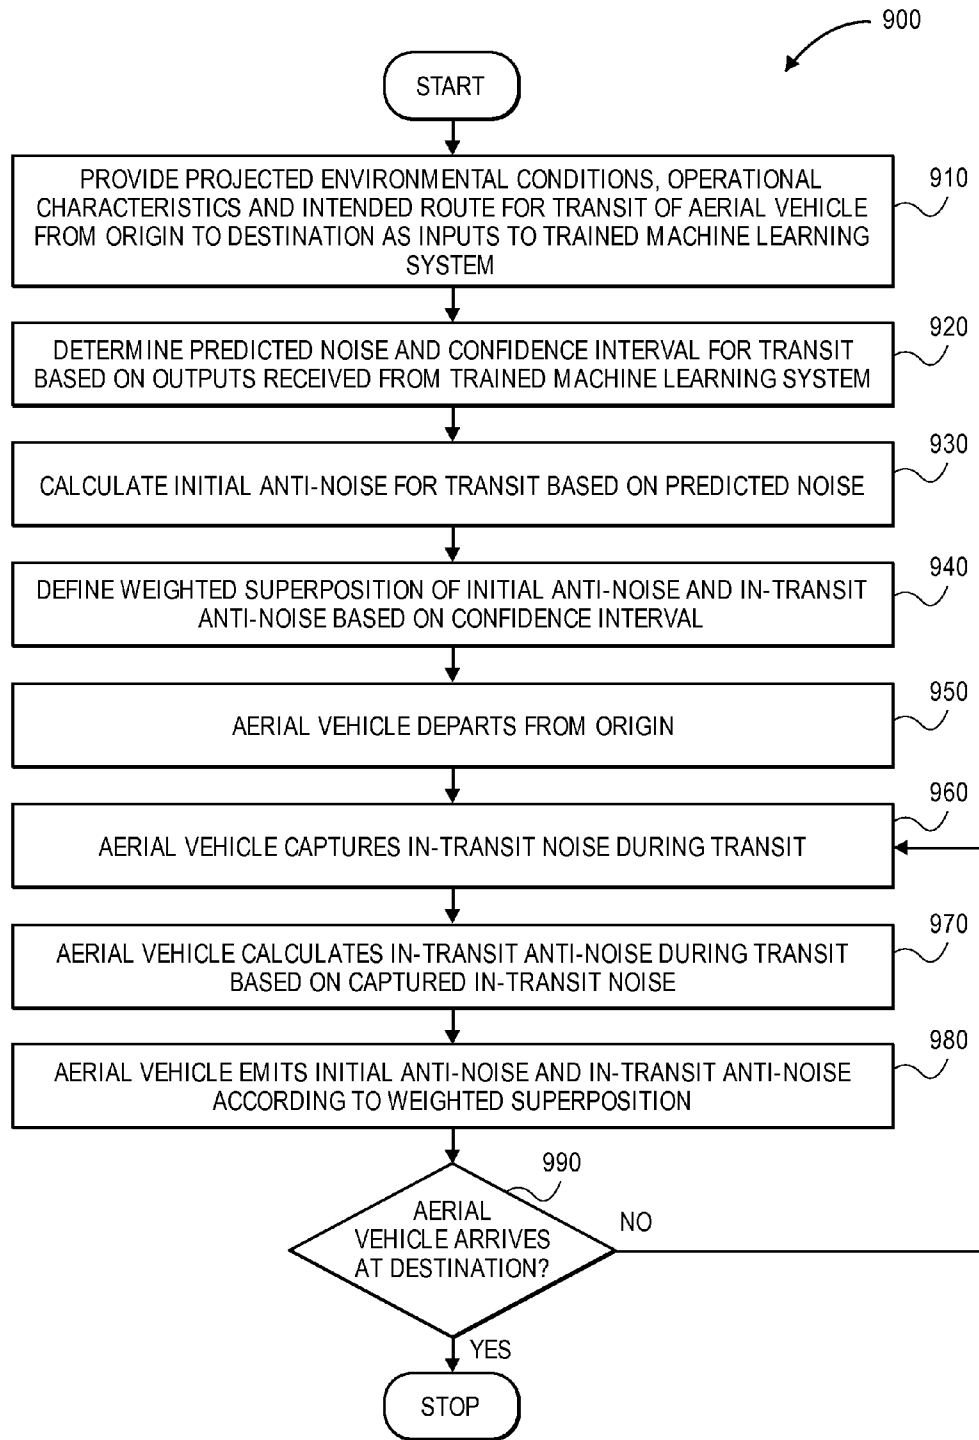 900
START
PROVIDE PROJECTED ENVIRONMENTAL CONDITIONS, OPERATIONAL
CHARACTERISTICS AND INTENDED ROUTE FOR TRANSIT OF AERIAL VEHICLE
FROM ORIGIN TO DESTINATION AS INPUTS TO TRAINED MACHINE LEARNING
SYSTEM
910
DETERMINE PREDICTED NOISE AND CONFIDENCE INTERVAL FOR TRANSIT
BASED ON OUTPUTS RECEIVED FROM TRAINED MACHINE LEARNING SYSTEM
920
CALCULATE INITIAL ANTI-NOISE FOR TRANSIT BASED ON PREDICTED NOISE
930
DEFINE WEIGHTED SUPERPOSITION OF INITIAL ANTI-NOISE AND IN-TRANSIT
ANTI-NOISE BASED ON CONFIDENCE INTERVAL
940
AERIAL VEHICLE DEPARTS FROM ORIGIN
950
AERIAL VEHICLE CAPTURES IN-TRANSIT NOISE DURING TRANSIT
960
AERIAL VEHICLE CALCULATES IN-TRANSIT ANTI-NOISE DURING TRANSIT
BASED ON CAPTURED IN-TRANSIT NOISE
970
AERIAL VEHICLE EMITS INITIAL ANTI-NOISE AND IN-TRANSIT ANTI-NOISE
ACCORDING TO WEIGHTED SUPERPOSITION
980
990
AERIAL
VEHICLE ARRIVES
AT DESTINATION?
NO
YES
STOP